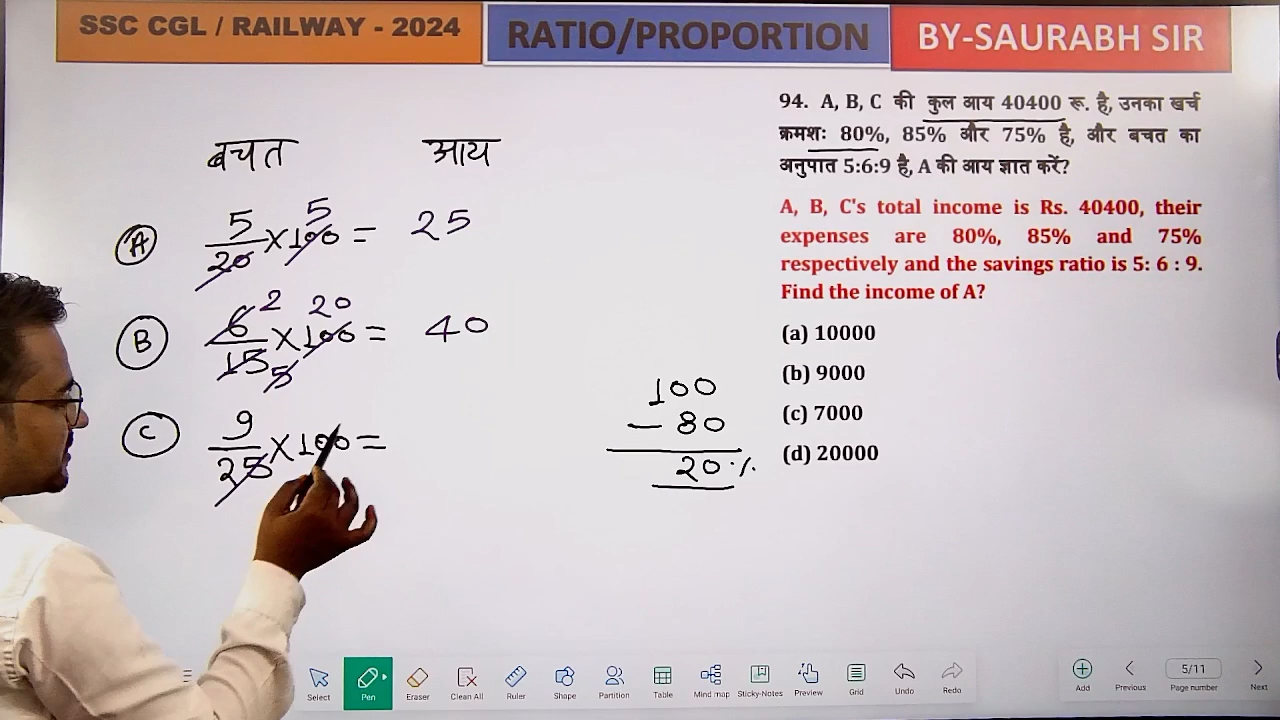 SSC CGL / RAILWAY - 2024
RATIO/PROPORTION
BY-SAURABH SIR
94. A, B, C की कुल आय 40400 रू. है, उनका खर्च
क्रमशः 80%, 85% और 75% है, और बचत का
अनुपात 5:6:9 है, A की आय ज्ञात करें?
A, B, C's total income is Rs. 40400, their
expenses are 80%, 85% and 75%
respectively and the savings ratio is 5: 6 : 9.
Find the income of A?
(a) 10000
(b) 9000
(c) 7000
(d) 20000
बचत आय
5
A 5/20 × 100 = 25
2 20
B 6/15 × 100 = 40
5
C 9/25 × 100 =
100
– 80
20%
Select Pen Eraser Clean All Ruler Shape Partition Table Mind map Sticky-Notes Preview Grid Undo Redo
Add Previous 5/11 Page number Next